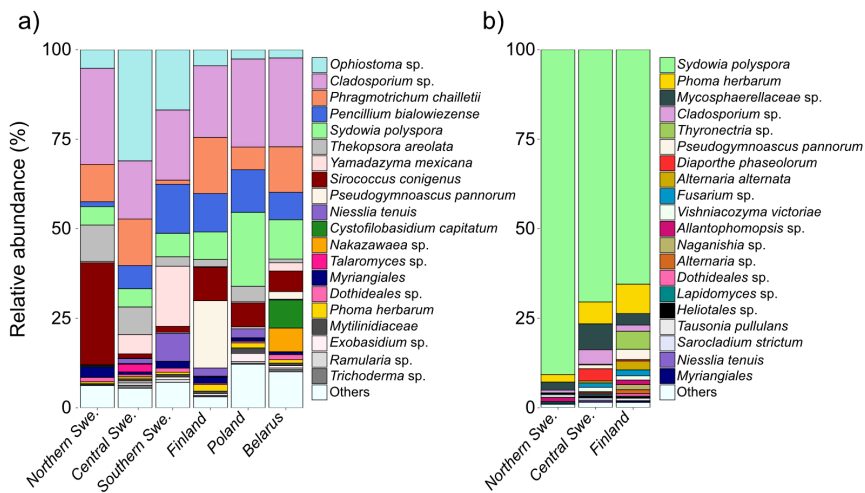 a)
Relative abundance (%)
100
75
50
25
0
Northern Swe.
Central Swe.
Southern Swe.
Finland
Poland
Belarus
Ophiostoma sp.
Cladosporium sp.
Phragmotrichum chailletii
Pencillium bialowiezense
Sydowia polyspora
Thekopsora areolata
Yamadazyma mexicana
Sirococcus conigenus
Pseudogymnoascus pannorum
Niesslia tenuis
Cystofilobasidium capitatum
Nakazawaea sp.
Talaromyces sp.
Myriangiales
Dothideales sp.
Phoma herbarum
Mytilinidiaceae
Exobasidium sp.
Ramularia sp.
Trichoderma sp.
Others
b)
100
75
50
25
0
Northern Swe.
Central Swe.
Finland
Sydowia polyspora
Phoma herbarum
Mycosphaerellaceae sp.
Cladosporium sp.
Thyronectria sp.
Pseudogymnoascus pannorum
Diaporthe phaseolorum
Alternaria alternata
Fusarium sp.
Vishniacozyma victoriae
Allantophomopsis sp.
Naganishia sp.
Alternaria sp.
Dothideales sp.
Lapidomyces sp.
Heliotales sp.
Tausonia pullulans
Sarocladium strictum
Niesslia tenuis
Myriangiales
Others